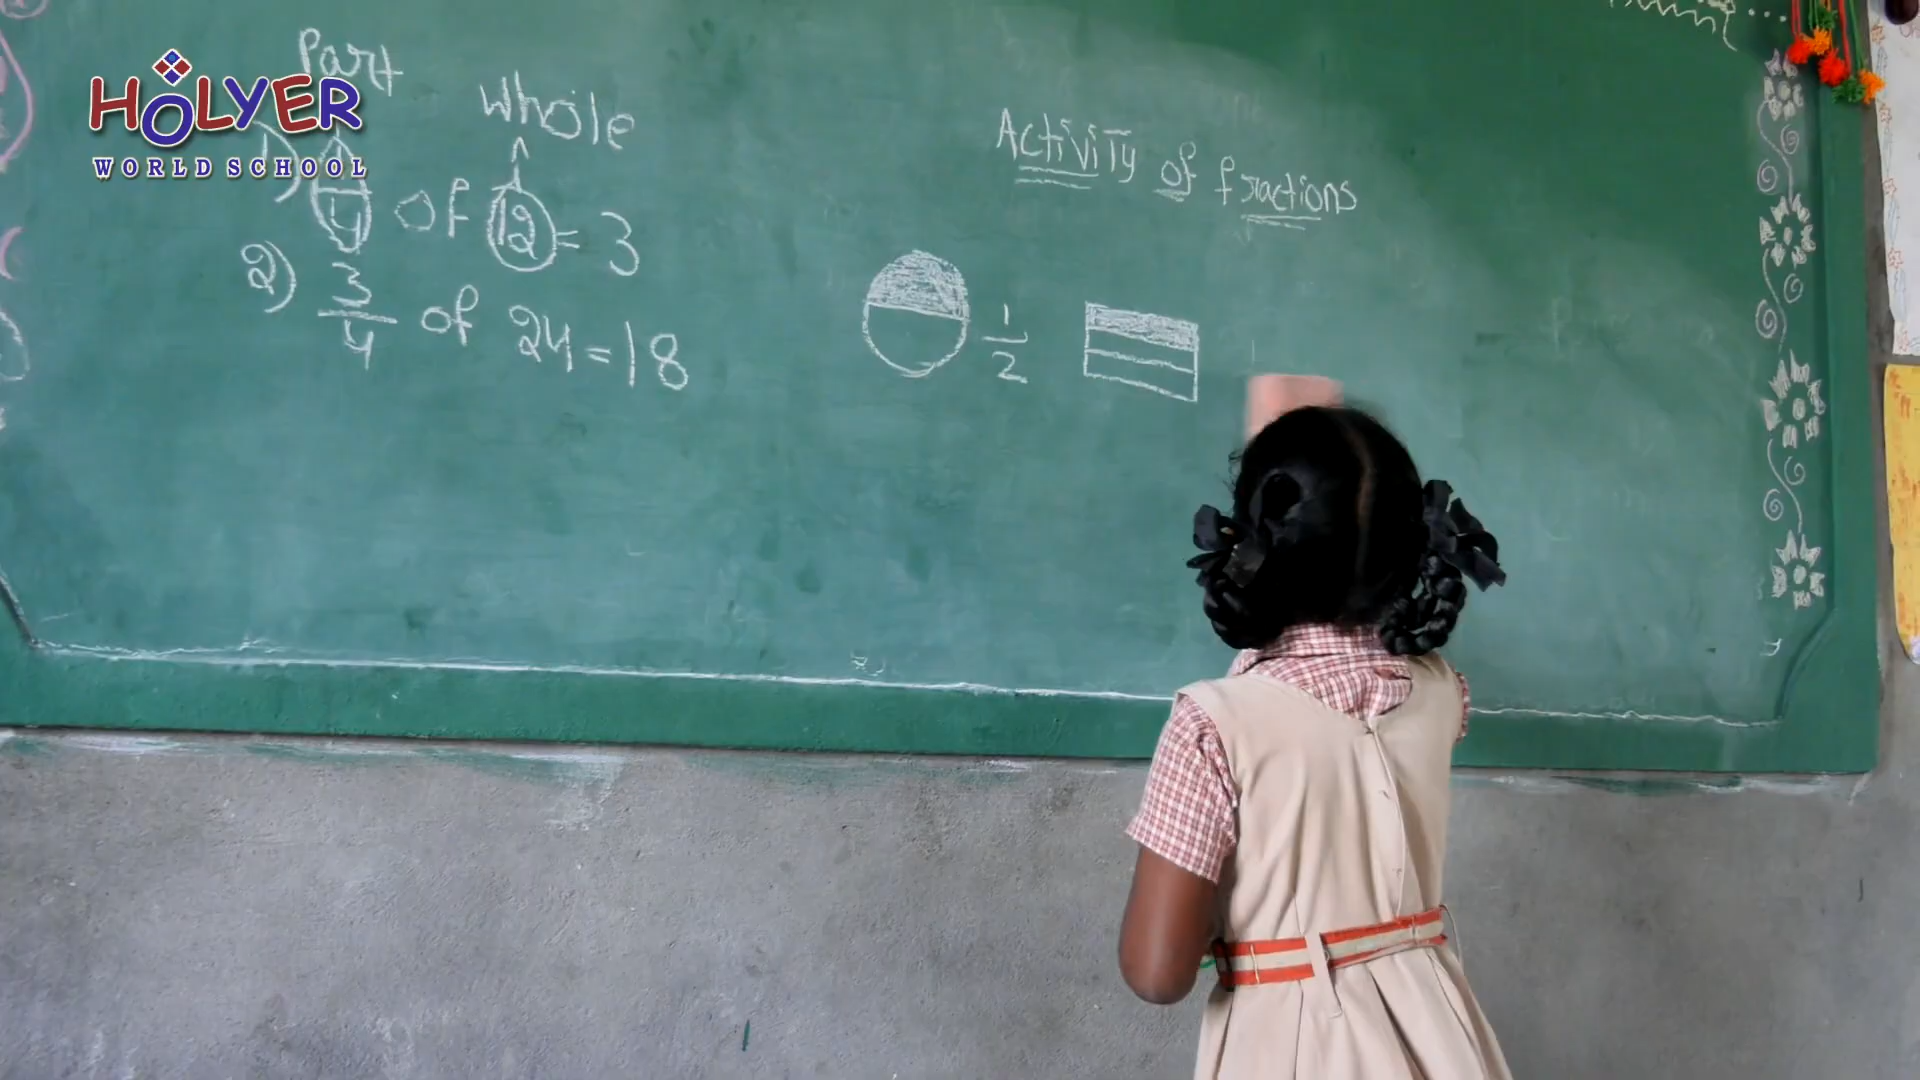 HOLYER
WORLD SCHOOL
Part
Whole
1) 4 of 12 = 3
2) 3/4 of 24 = 18
Activity of fractions
1/2